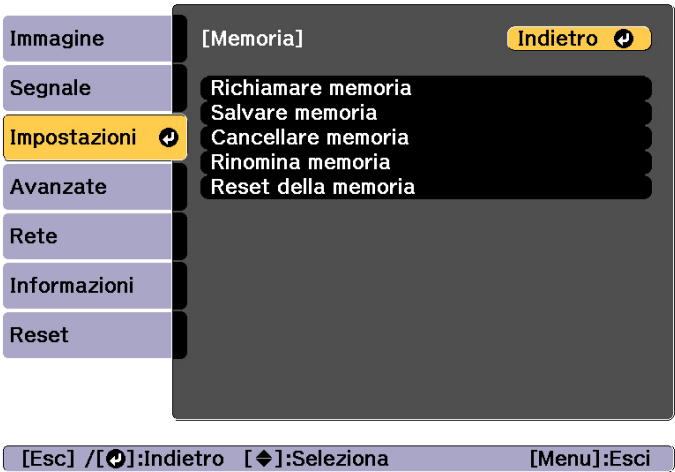 Immagine
Segnale
Impostazioni
Avanzate
Rete
Informazioni
Reset
[Memoria]
Indietro
Richiamare memoria
Salvare memoria
Cancellare memoria
Rinomina memoria
Reset della memoria
[Esc] /[⏎]:Indietro [◆]:Seleziona [Menu]:Esci